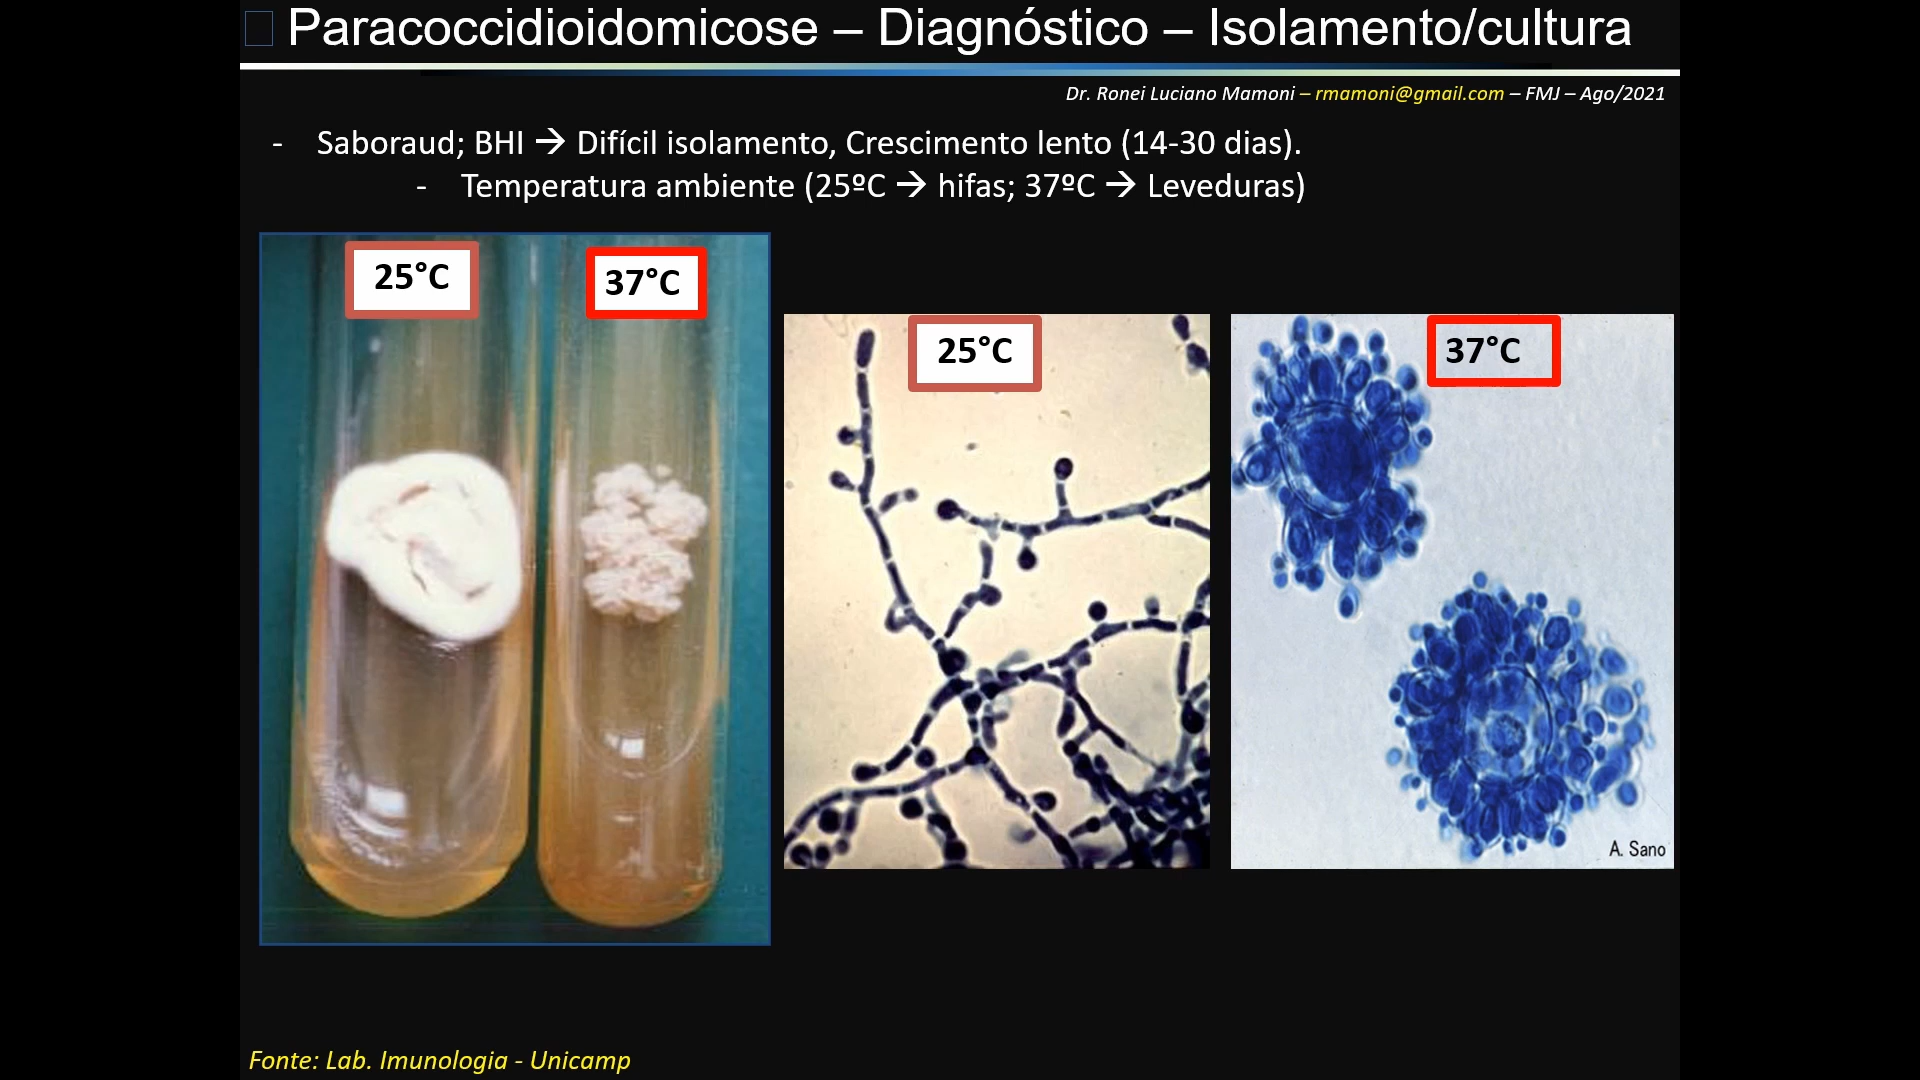 Paracoccidioidomicose – Diagnóstico – Isolamento/cultura
Dr. Ronei Luciano Mamoni – rmamoni@gmail.com – FMJ – Ago/2021
- Saboraud; BHI → Difícil isolamento, Crescimento lento (14-30 dias).
- Temperatura ambiente (25ºC → hifas; 37ºC → Leveduras)
25°C
37°C
25°C
37°C
A. Sano
Fonte: Lab. Imunologia - Unicamp